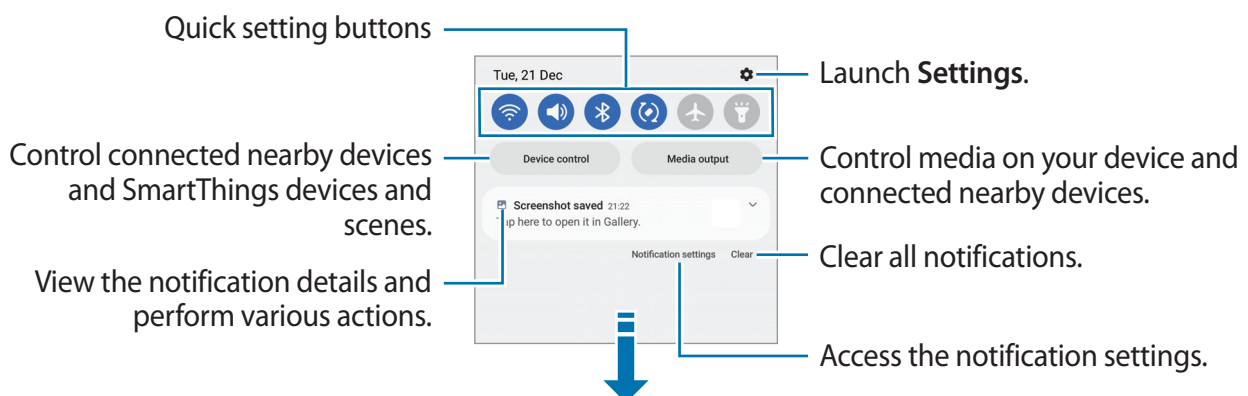 Quick setting buttons
Tue, 21 Dec
Launch Settings.
Control connected nearby devices
and SmartThings devices and
scenes.
Device control
Media output
Control media on your device and
connected nearby devices.
Screenshot saved 21:22
Tap here to open it in Gallery.
View the notification details and
perform various actions.
Notification settings
Clear
Clear all notifications.
Access the notification settings.